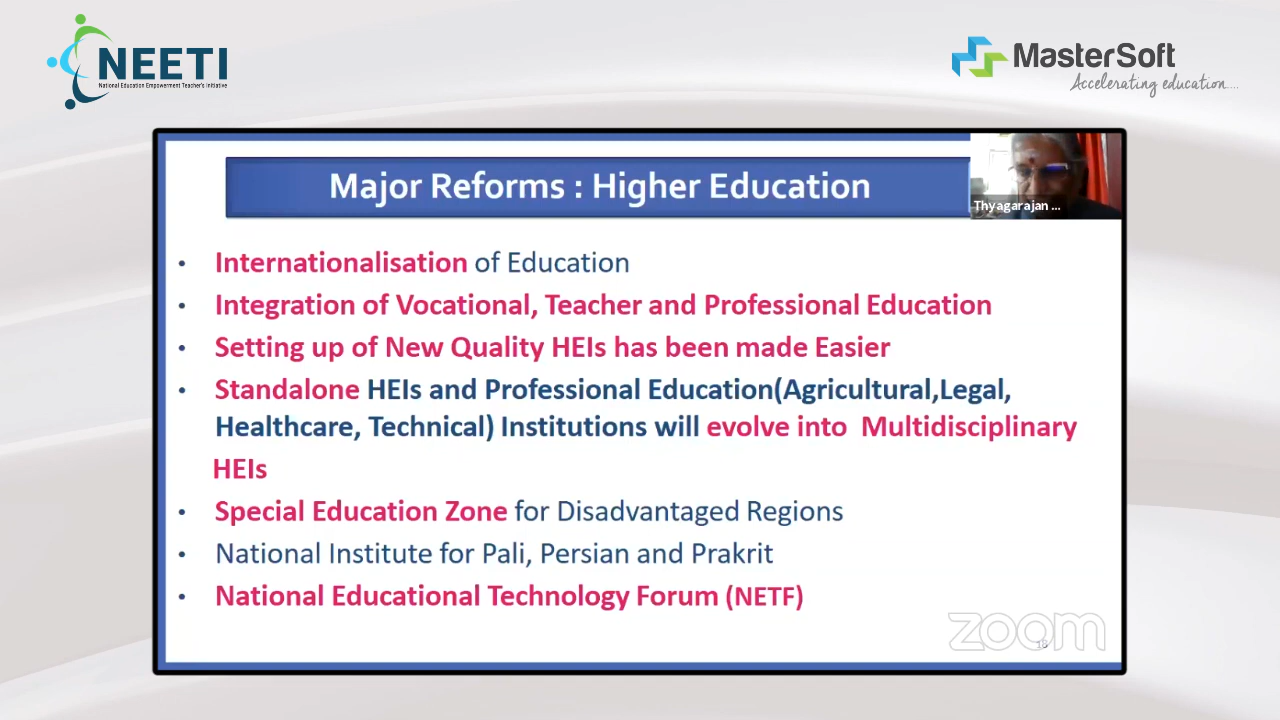 NEETI
National Education Empowerment Teacher's Initiative
MasterSoft
Accelerating education....
Major Reforms : Higher Education
Thyagarajan ...
• Internationalisation of Education
• Integration of Vocational, Teacher and Professional Education
• Setting up of New Quality HEIs has been made Easier
• Standalone HEIs and Professional Education(Agricultural,Legal,
Healthcare, Technical) Institutions will evolve into Multidisciplinary
HEIs
• Special Education Zone for Disadvantaged Regions
• National Institute for Pali, Persian and Prakrit
• National Educational Technology Forum (NETF)
zoom
18